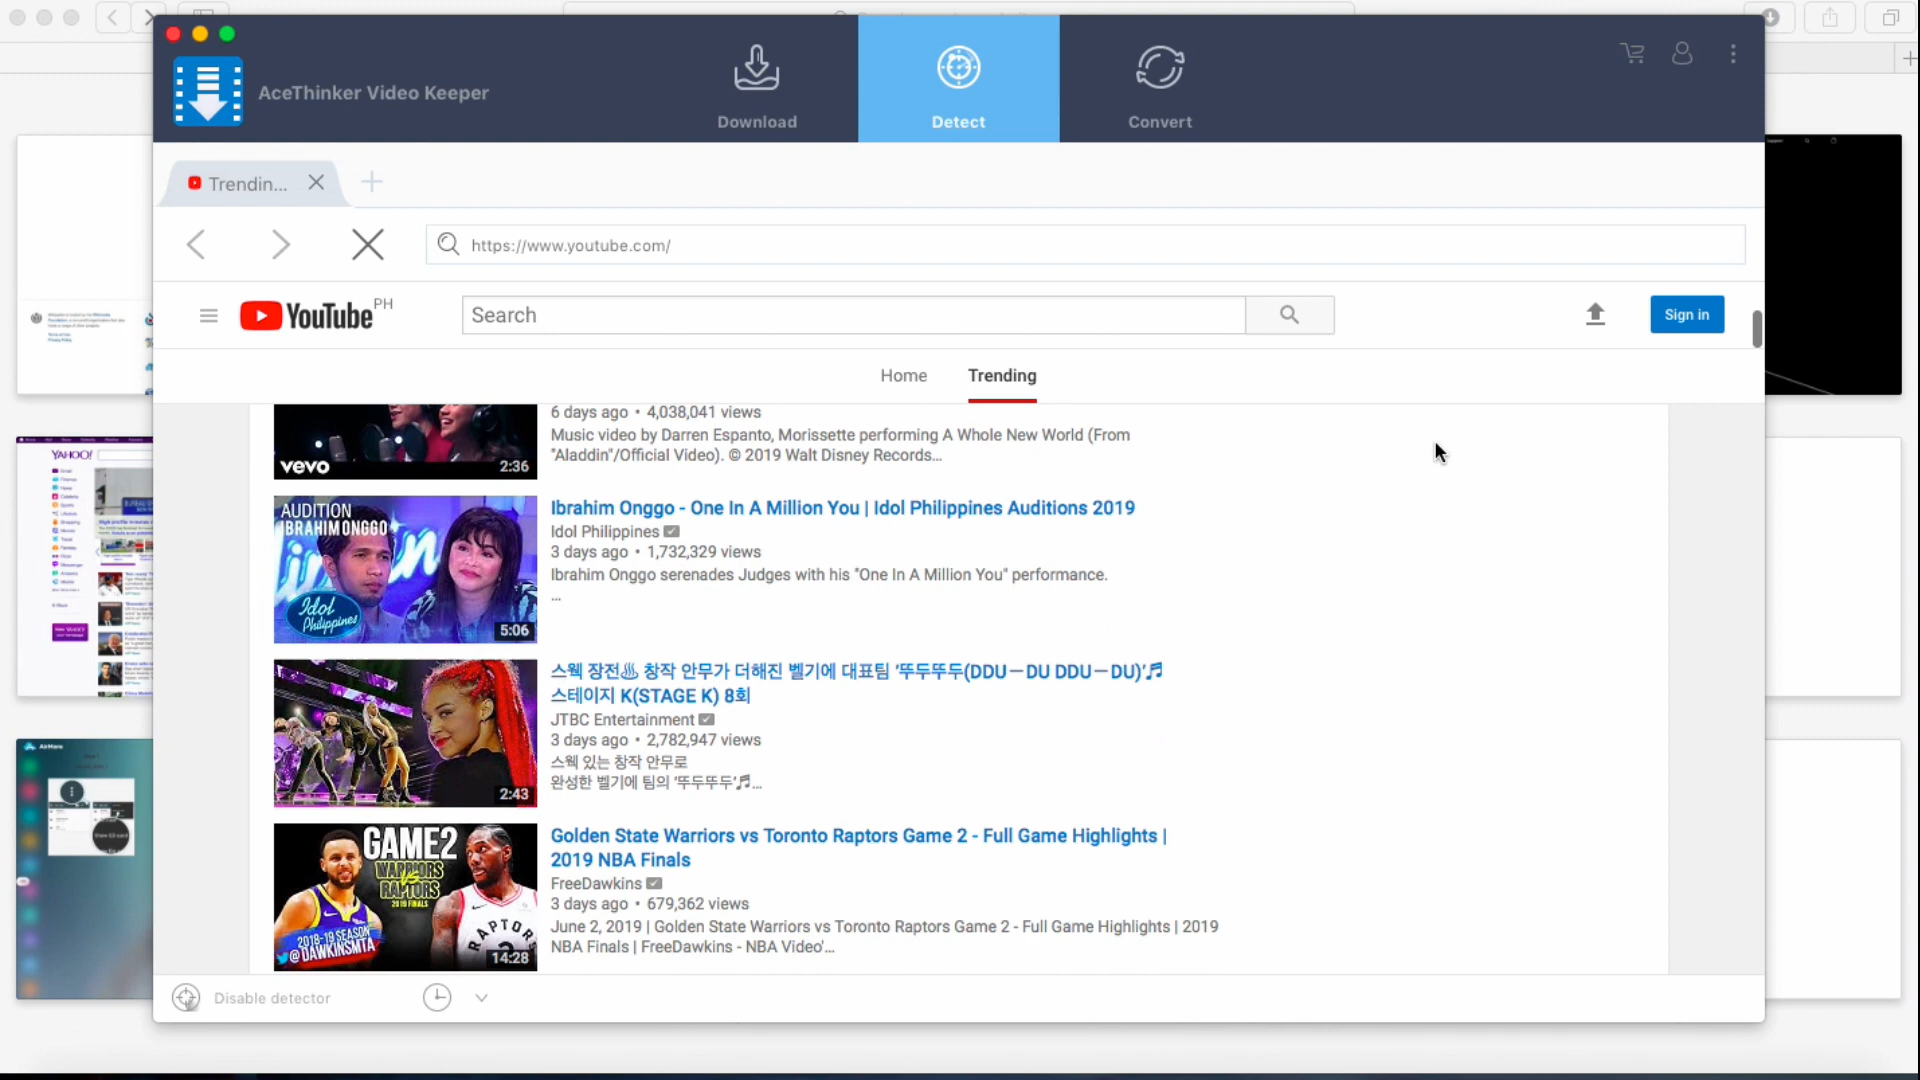 AceThinker Video Keeper
Download
Detect
Convert
Trendin...
https://www.youtube.com/
YouTube PH
Search
Sign in
Home
Trending
6 days ago • 4,038,041 views
Music video by Darren Espanto, Morissette performing A Whole New World (From
"Aladdin"/Official Video). © 2019 Walt Disney Records...
vevo
2:36
AUDITION
IBRAHIM ONGGO
Idol
Philippines
5:06
Ibrahim Onggo - One In A Million You | Idol Philippines Auditions 2019
Idol Philippines
3 days ago • 1,732,329 views
Ibrahim Onggo serenades Judges with his "One In A Million You" performance.
...
2:43
스웩 장전♨ 창작 안무가 더해진 벨기에 대표팀 '뚜두뚜두(DDU－DU DDU－DU)'♬
스테이지 K(STAGE K) 8회
JTBC Entertainment
3 days ago • 2,782,947 views
스웩 있는 창작 안무로
완성한 벨기에 팀의 '뚜두뚜두'♬...
GAME2
WARRIORS
VS
RAPTORS
2019 FINALS
2018-19 SEASON
@DAWKINSMTA
RAPTORS
2
14:28
Golden State Warriors vs Toronto Raptors Game 2 - Full Game Highlights |
2019 NBA Finals
FreeDawkins
3 days ago • 679,362 views
June 2, 2019 | Golden State Warriors vs Toronto Raptors Game 2 - Full Game Highlights | 2019
NBA Finals | FreeDawkins - NBA Video'...
Disable detector
YAHOO!
AirMore